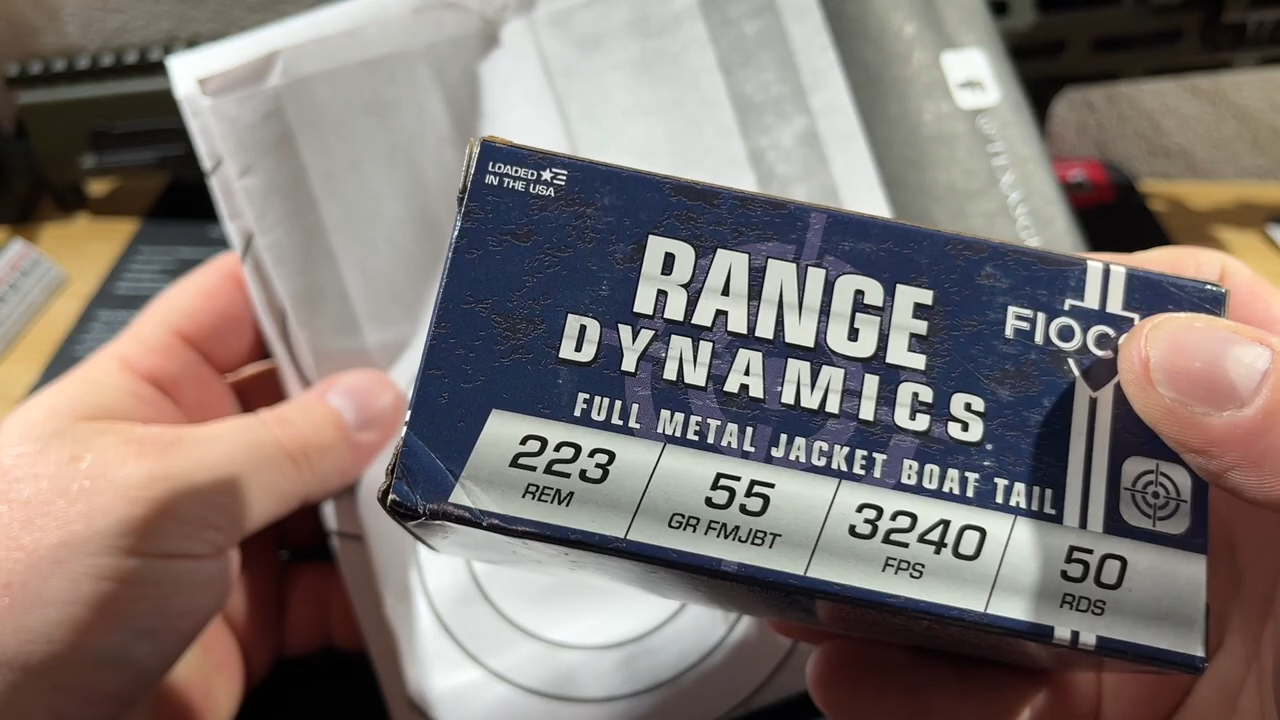 LOADED
IN THE USA
RANGE
DYNAMICS
FIOC
FULL METAL JACKET BOAT TAIL
223
REM
55
GR FMJBT
3240
FPS
50
RDS